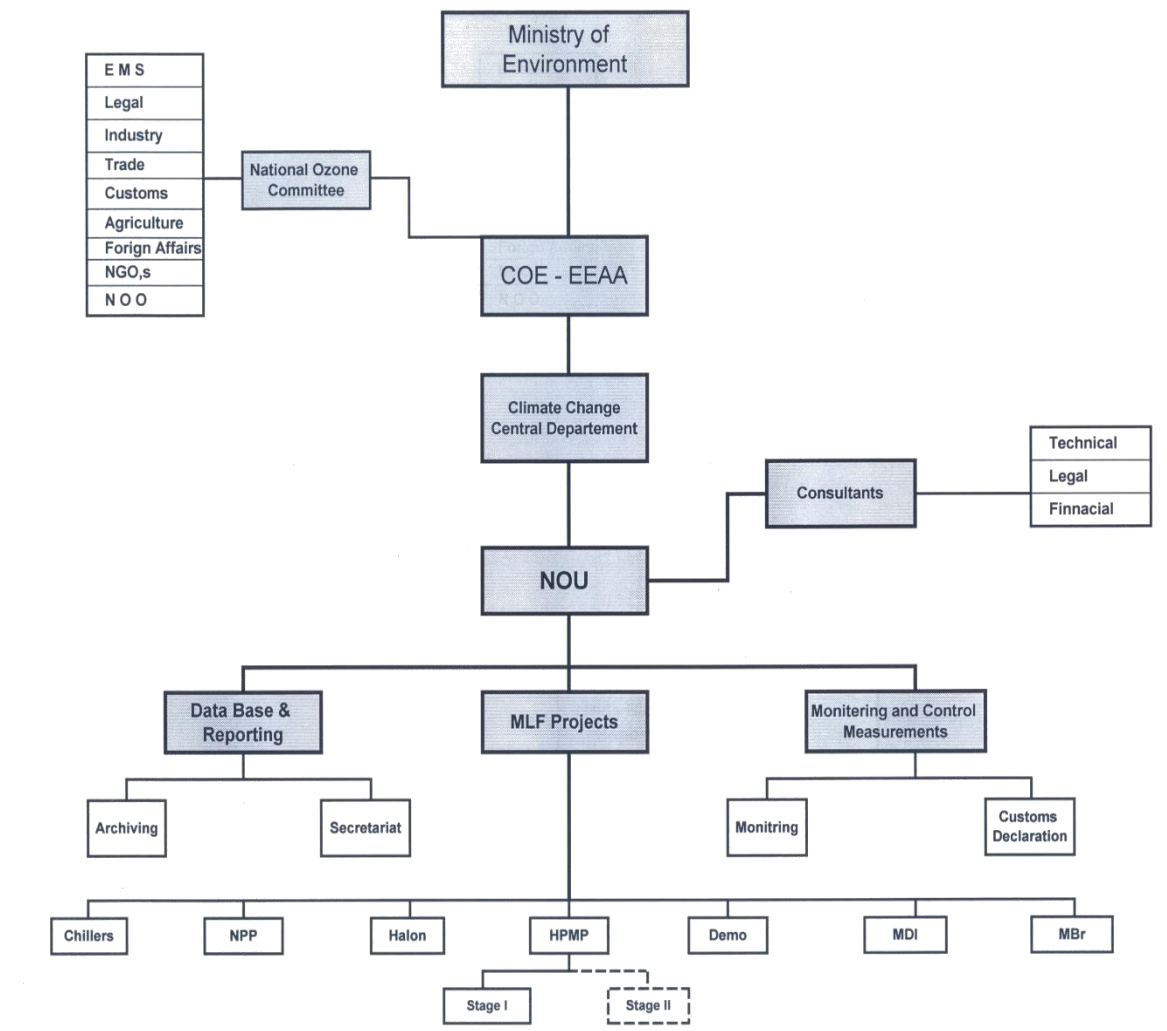 Ministry of
Environment
E M S
Legal
Industry
Trade
Customs
Agriculture
Forign Affairs
NGO,s
N O O
National Ozone
Committee
COE - EEAA
Climate Change
Central Departement
Consultants
Technical
Legal
Finnacial
NOU
Data Base &
Reporting
MLF Projects
Monitering and Control
Measurements
Archiving
Secretariat
Monitring
Customs
Declaration
Chillers
NPP
Halon
HPMP
Demo
MDI
MBr
Stage I
Stage II